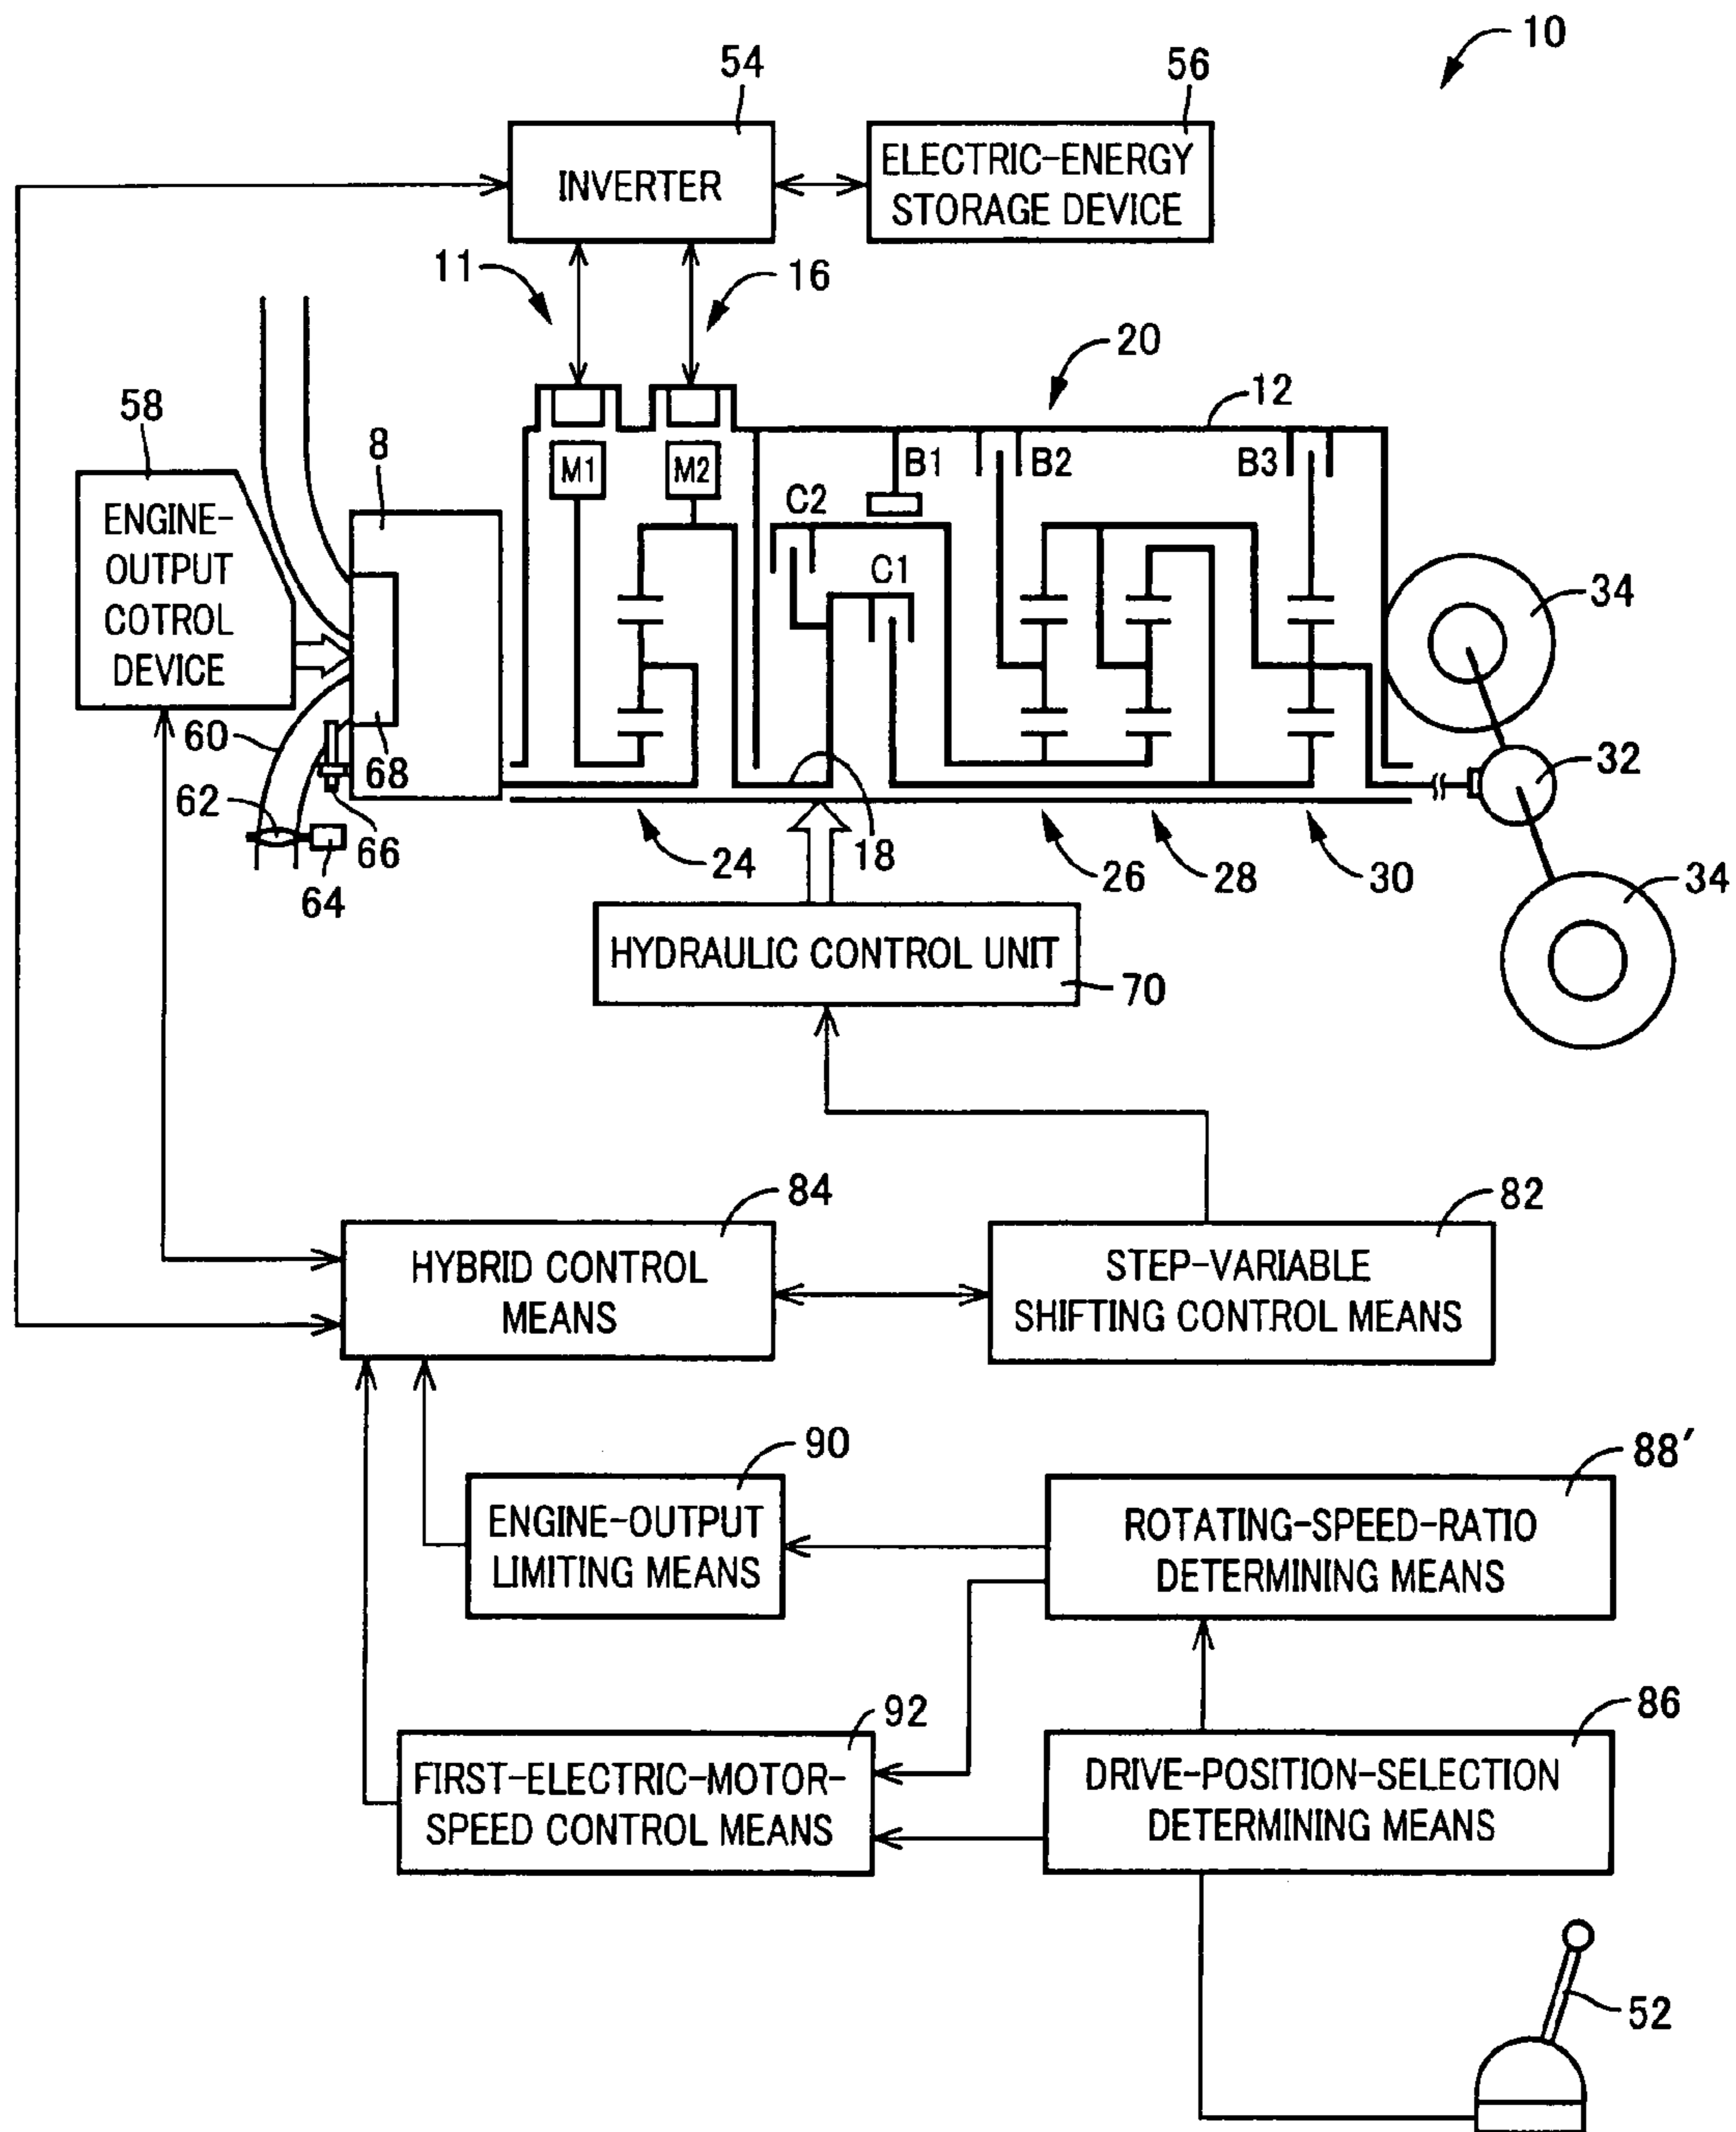 10
54
56
INVERTER
ELECTRIC-ENERGY
STORAGE DEVICE
11
16
20
12
58
8
M1
M2
B1
B2
B3
C2
C1
ENGINE-
OUTPUT
COTROL
DEVICE
34
60
68
62
66
64
18
24
26
28
30
32
34
HYDRAULIC CONTROL UNIT
70
84
82
HYBRID CONTROL
MEANS
STEP-VARIABLE
SHIFTING CONTROL MEANS
90
88′
ENGINE-OUTPUT
LIMITING MEANS
ROTATING-SPEED-RATIO
DETERMINING MEANS
92
86
FIRST-ELECTRIC-MOTOR-
SPEED CONTROL MEANS
DRIVE-POSITION-SELECTION
DETERMINING MEANS
52